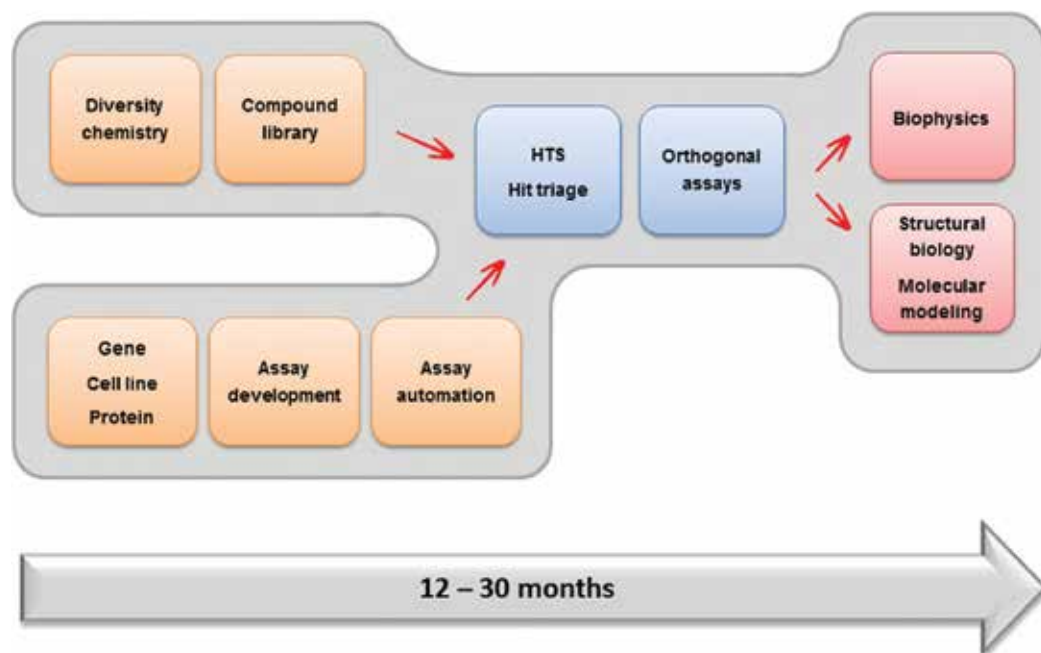 Diversity
chemistry
Compound
library
HTS
Hit triage
Orthogonal
assays
Biophysics
Structural
biology
Molecular
modeling
Gene
Cell line
Protein
Assay
development
Assay
automation
12 – 30 months